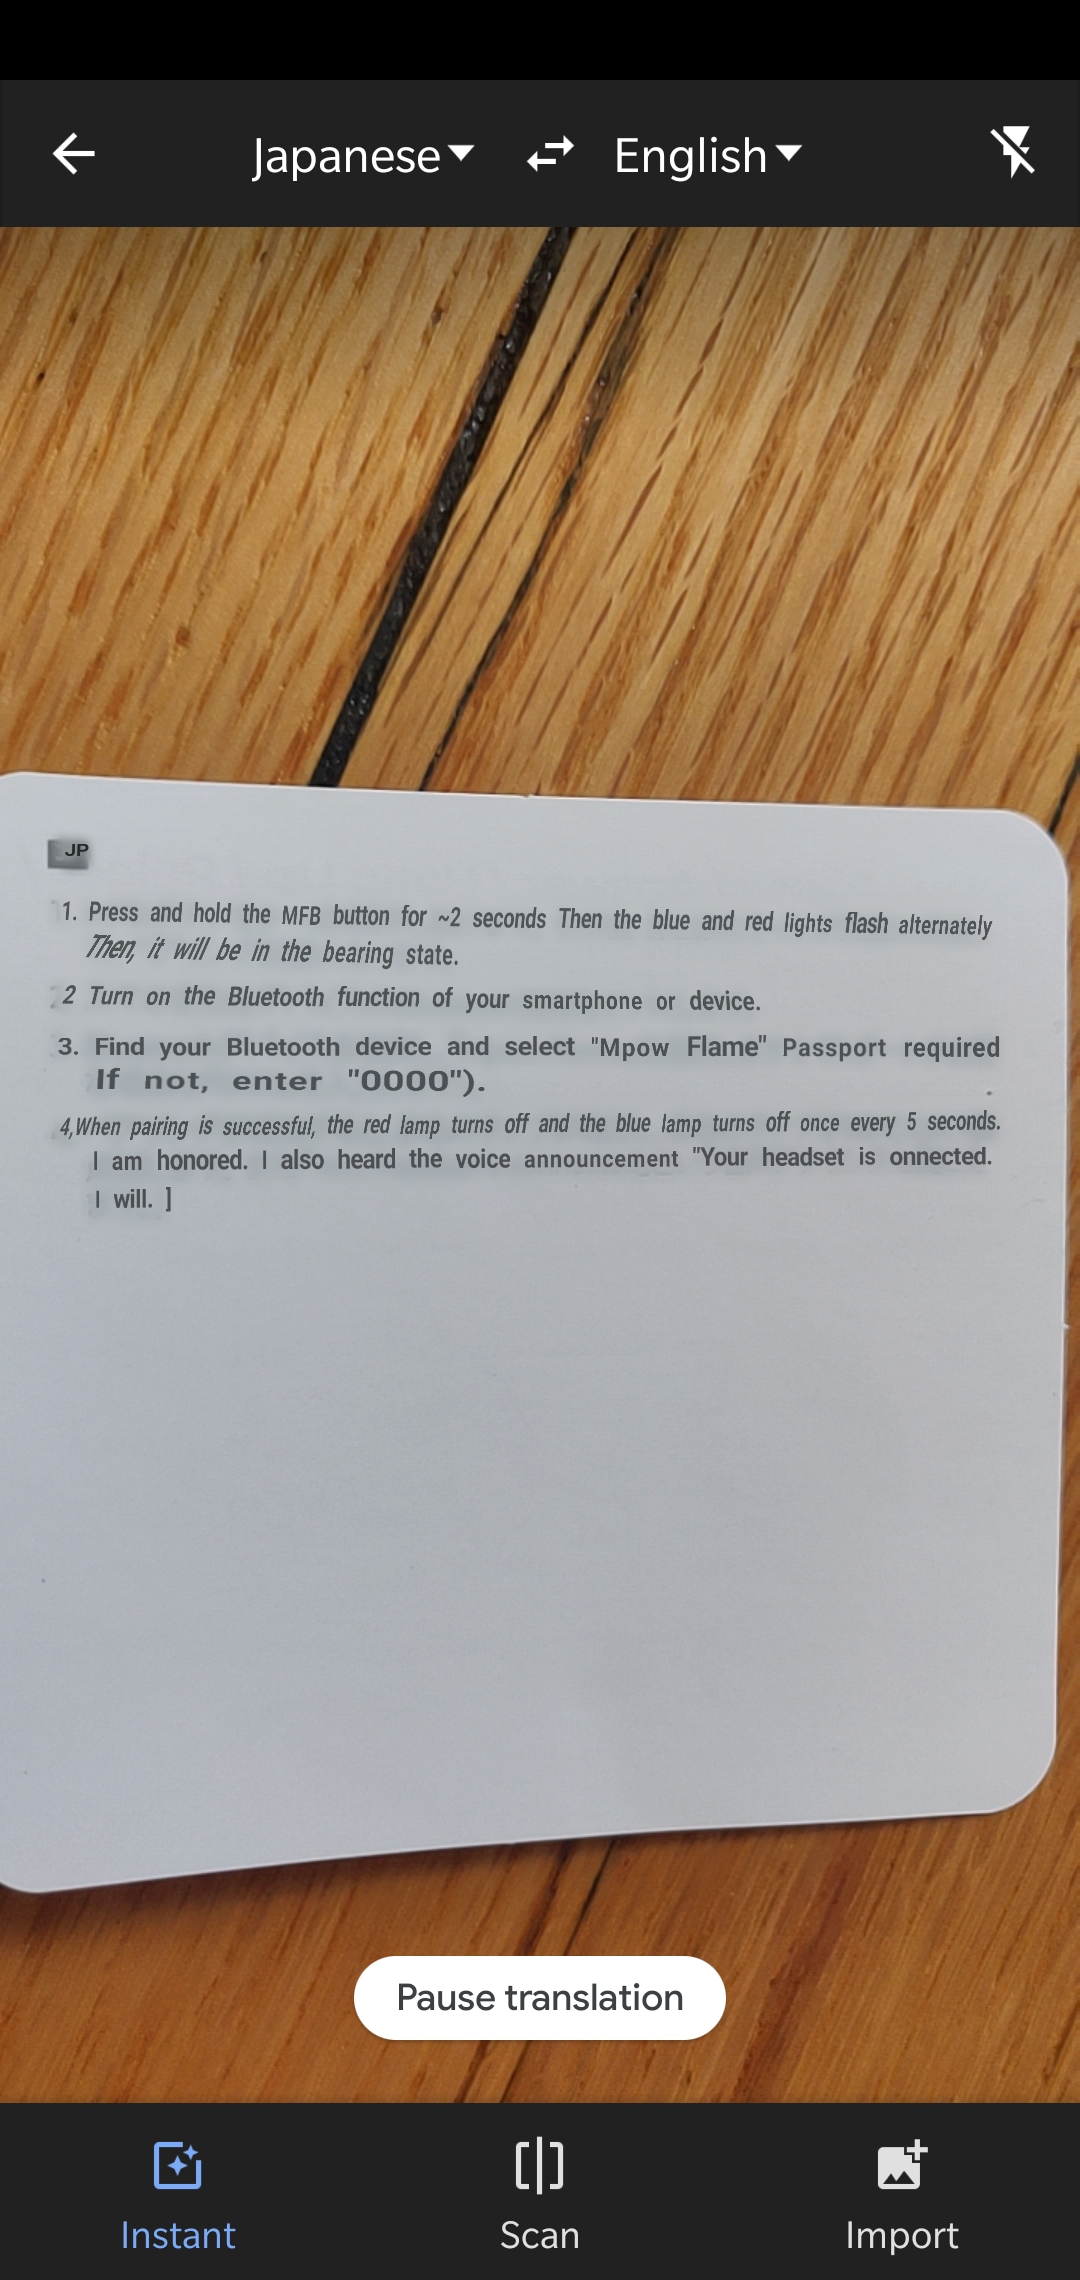 Japanese
English
JP
1. Press and hold the MFB button for ~2 seconds Then the blue and red lights flash alternately
Then, it will be in the bearing state.
2 Turn on the Bluetooth function of your smartphone or device.
3. Find your Bluetooth device and select "Mpow Flame" Passport required
If not, enter "0000").
4,When pairing is successful, the red lamp turns off and the blue lamp turns off once every 5 seconds.
I am honored. I also heard the voice announcement "Your headset is onnected.
I will. ]
Pause translation
Instant
Scan
Import